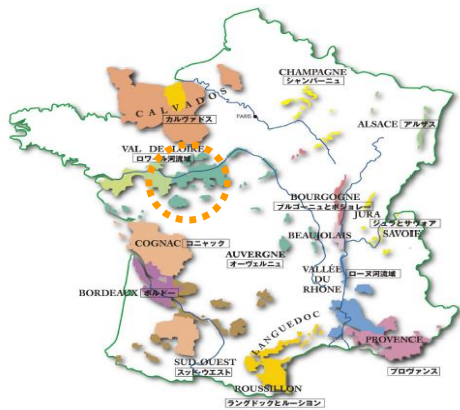 CHAMPAGNE
シャンパーニュ
CALVADOS
カルヴァドス
PARIS
ALSACE アルザス
VAL DE LOIRE
ロワール河流域
BOURGOGNE
ブルゴーニュとボジョレー
JURA
ジュラとサヴォア
SAVOIE
BEAUJOLAIS
COGNAC コニャック
AUVERGNE
オーヴェルニュ
VALLÉE
DU
RHÔNE
ローヌ河流域
BORDEAUX ボルドー
LANGUEDOC
PROVENCE
プロヴァンス
SUD-OUEST
スッド・ウエスト
ROUSSILLON
ラングドックとルーション